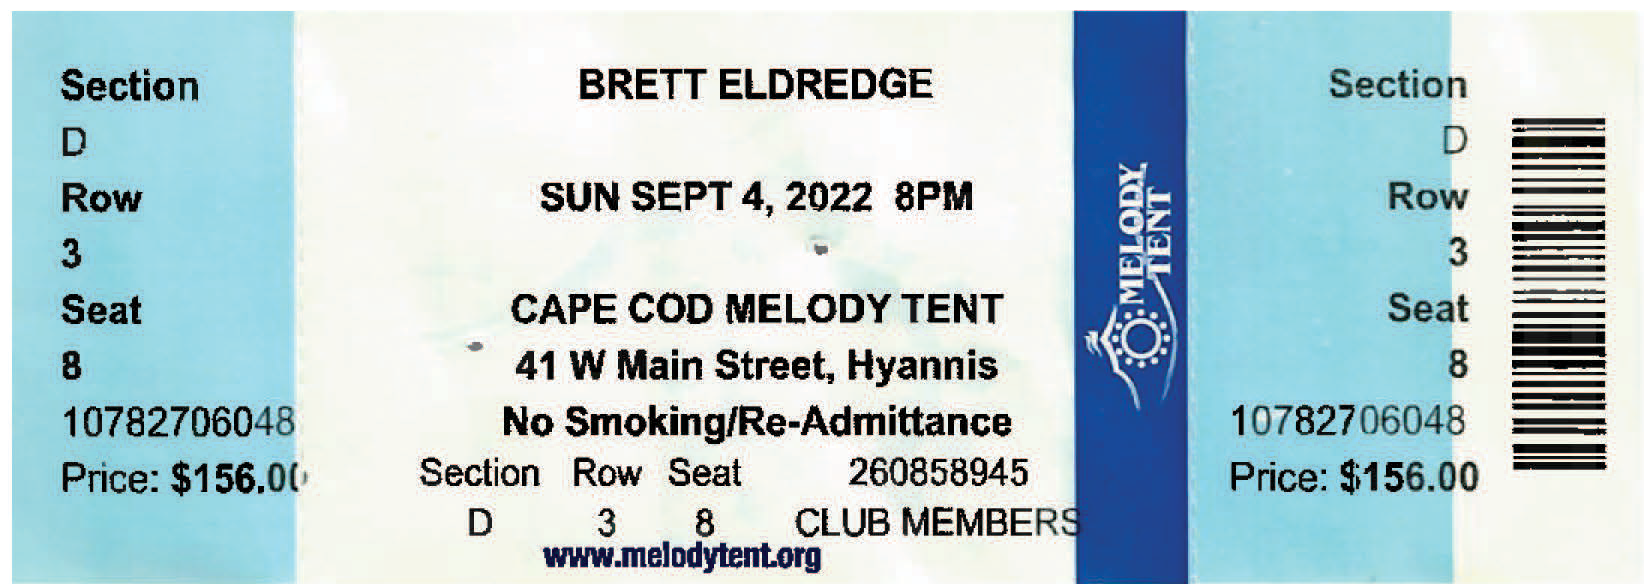 Section
D
Row
3
Seat
8
10782706048
Price: $156.00
BRETT ELDREDGE
SUN SEPT 4, 2022 8PM
CAPE COD MELODY TENT
41 W Main Street, Hyannis
No Smoking/Re-Admittance
Section Row Seat 260858945
D 3 8 CLUB MEMBERS
www.melodytent.org
MELODY
TENT
Section
D
Row
3
Seat
8
10782706048
Price: $156.00